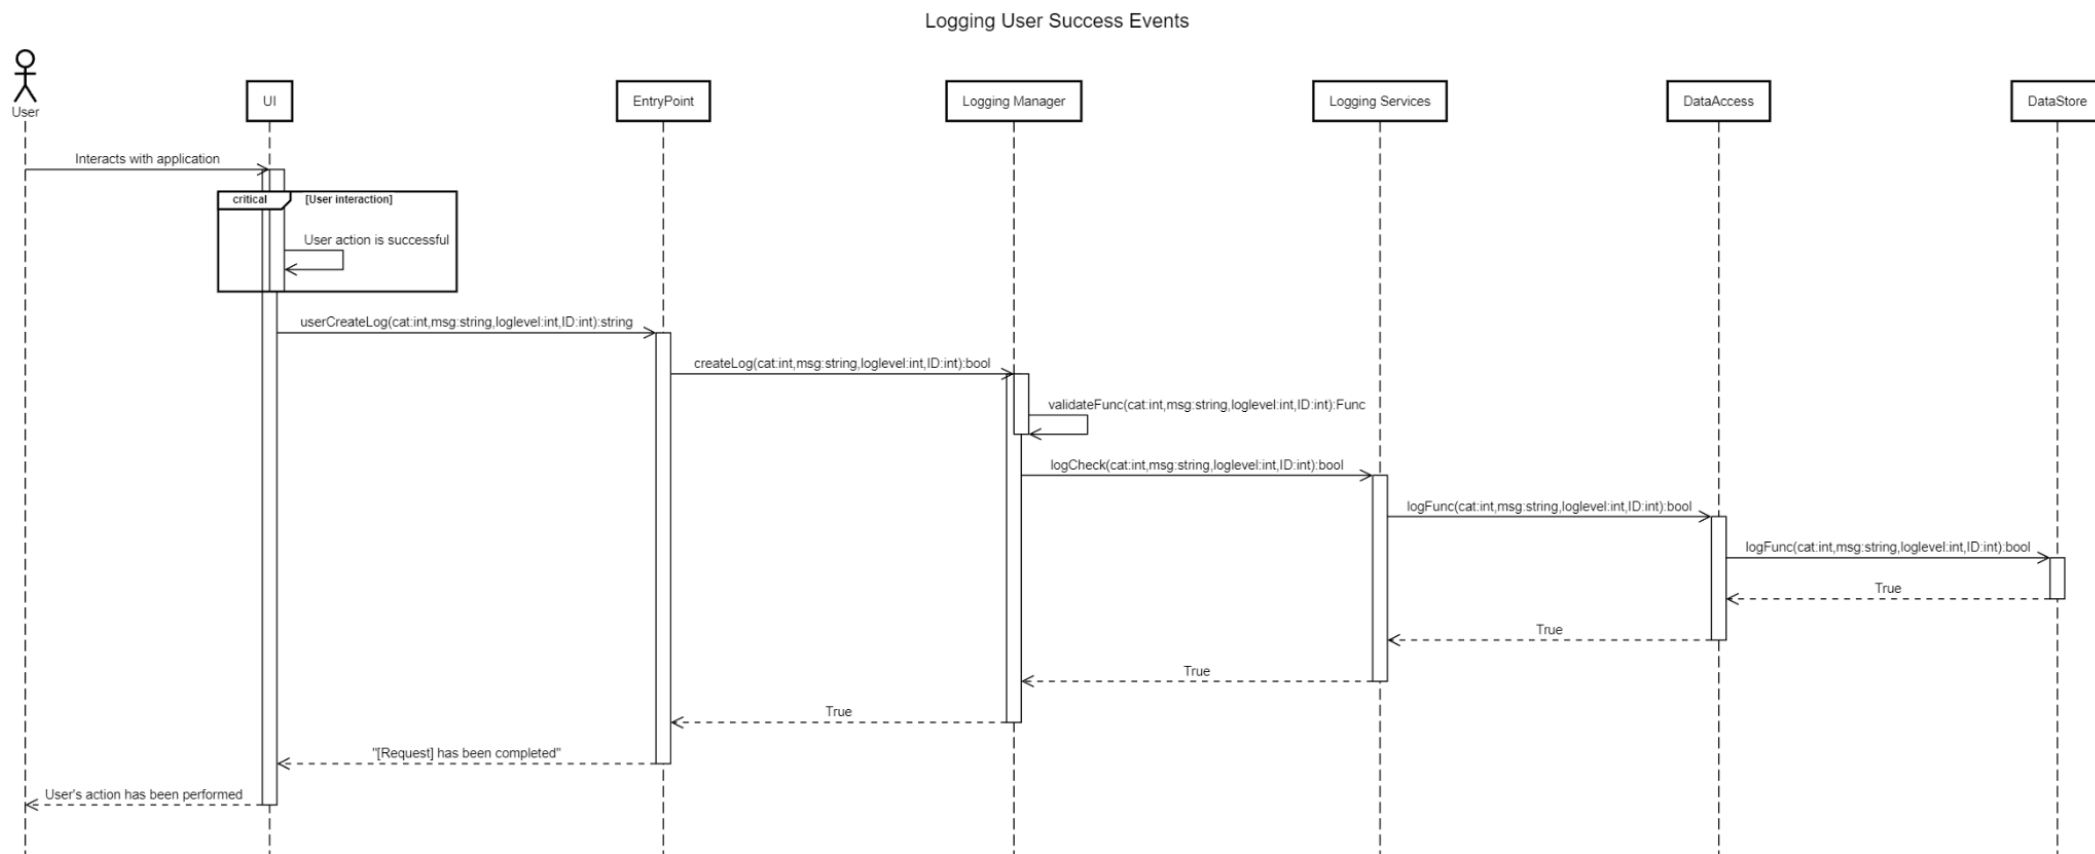 Logging User Success Events
User
UI
EntryPoint
Logging Manager
Logging Services
DataAccess
DataStore
Interacts with application
critical
[User interaction]
User action is successful
userCreateLog(cat:int,msg:string,loglevel:int,ID:int):string
createLog(cat:int,msg:string,loglevel:int,ID:int):bool
validateFunc(cat:int,msg:string,loglevel:int,ID:int):Func
logCheck(cat:int,msg:string,loglevel:int,ID:int):bool
logFunc(cat:int,msg:string,loglevel:int,ID:int):bool
logFunc(cat:int,msg:string,loglevel:int,ID:int):bool
True
True
True
True
"[Request] has been completed"
User's action has been performed